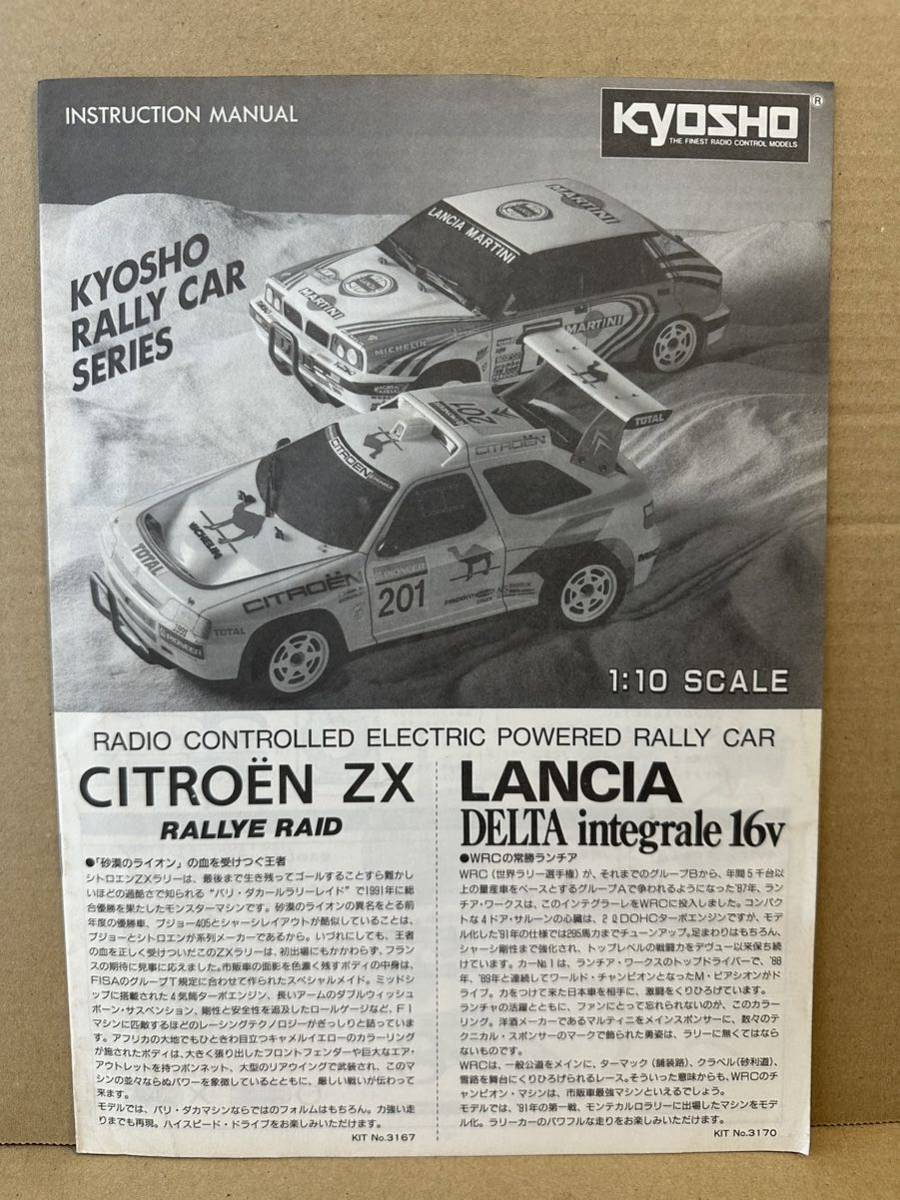 INSTRUCTION MANUAL
KYOSHO
®
THE FINEST RADIO CONTROL MODELS
KYOSHO
RALLY CAR
SERIES
LANCIA MARTINI
MARTINI
MARTINI
MARTINI
MICHELIN
TOTAL
201
CITROËN
CITROËN
MICHELIN
TOTAL
CITROËN
PIONEER
201
TOTAL
PIONEER
1:10 SCALE
RADIO CONTROLLED ELECTRIC POWERED RALLY CAR
CITROËN ZX
RALLYE RAID
●「砂漠のライオン」の血を受けつぐ王者
シトロエンZXラリーは、最後まで生き残ってゴールすることすら難かし
いほどの過酷さで知られる“パリ・ダカールラリーレイド”で1991年に総
合優勝を果たしたモンスターマシンです。砂漠のライオンの異名をとる前
年度の優勝車、プジョー405とシャーシレイアウトが酷似していることは、
プジョーとシトロエンが系列メーカーであるから。いづれにしても、王者
の血を正しく受けついだこのZXラリーは、初出場にもかかわらず、フラン
スの期待に見事に応えました。市販車の面影を色濃く残すボディの中身は、
FISAのグループT規定に合わせて作られたスペシャルメイド。ミッドシ
ップに搭載された4気筒ターボエンジン、長いアームのダブルウィッシュ
ボーン・サスペンション、剛性と安全性を追及したロールゲージなど、F1
マシンに匹敵するほどのレーシングテクノロジーがぎっしりと詰っていま
す。アフリカの大地でもひときわ目立つキャメルイエローのカラーリング
が施されたボディは、大きく張り出したフロントフェンダーや巨大なエア・
アウトレットを持つボンネット、大型のリアウイングで武装され、このマ
シンの並々ならぬパワーを象徴しているとともに、厳しい戦いが伝わって
来ます。
モデルでは、パリ・ダカマシンならではのフォルムはもちろん。力強い走
りまでも再現。ハイスピード・ドライブをお楽しみいただけます。
KIT No.3167
LANCIA
DELTA integrale 16v
●WRCの常勝ランチア
WRC（世界ラリー選手権）が、それまでのグループBから、年間5千台以
上の量産車をベースとするグループAで争われるようになった'87年、ラン
チア・ワークスは、このインテグラーレをWRCに投入しました。コンパク
トな4ドア・サルーンの心臓は、2ℓDOHCターボエンジンですが、モデ
ル化した'91年の仕様では295馬力までチューンアップ。足まわりはもちろん、
シャーシ剛性まで強化され、トップレベルの戦闘力をデヴュー以来保ち続
けています。カー№1は、ランチア・ワークスのトップドライバーで、'88
年、'89年と連続してワールド・チャンピオンとなったM・ビアシオンがド
ライブ。力をつけて来た日本車を相手に、激闘をくりひろげています。
ランチャの活躍とともに、ファンにとって忘れられないのが、このカラー
リング。洋酒メーカーであるマルティニをメインスポンサーに、数々のテ
クニカル・スポンサーのマークで飾られた勇姿は、ラリーに無くてはなら
ないものです。
WRCは、一般公道をメインに、ターマック（舗装路）、クラベル（砂利道）、
雪路を舞台にくりひろげられるレース。そういった意味からも、WRCのチ
ャンピオン・マシンは、市販車最強マシンといえるでしょう。
モデルでは、'91年の第一戦、モンテカルロラリーに出場したマシンをモデ
ル化。ラリーカーのパワフルな走りをお楽しみいただけます。
KIT No.3170